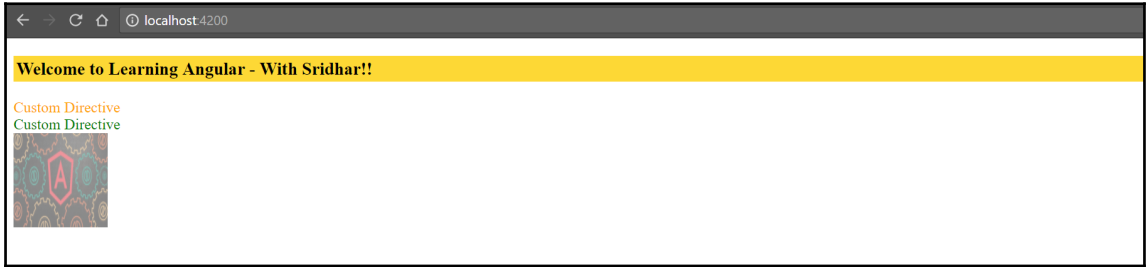 localhost:4200
Welcome to Learning Angular - With Sridhar!!
Custom Directive
Custom Directive
A